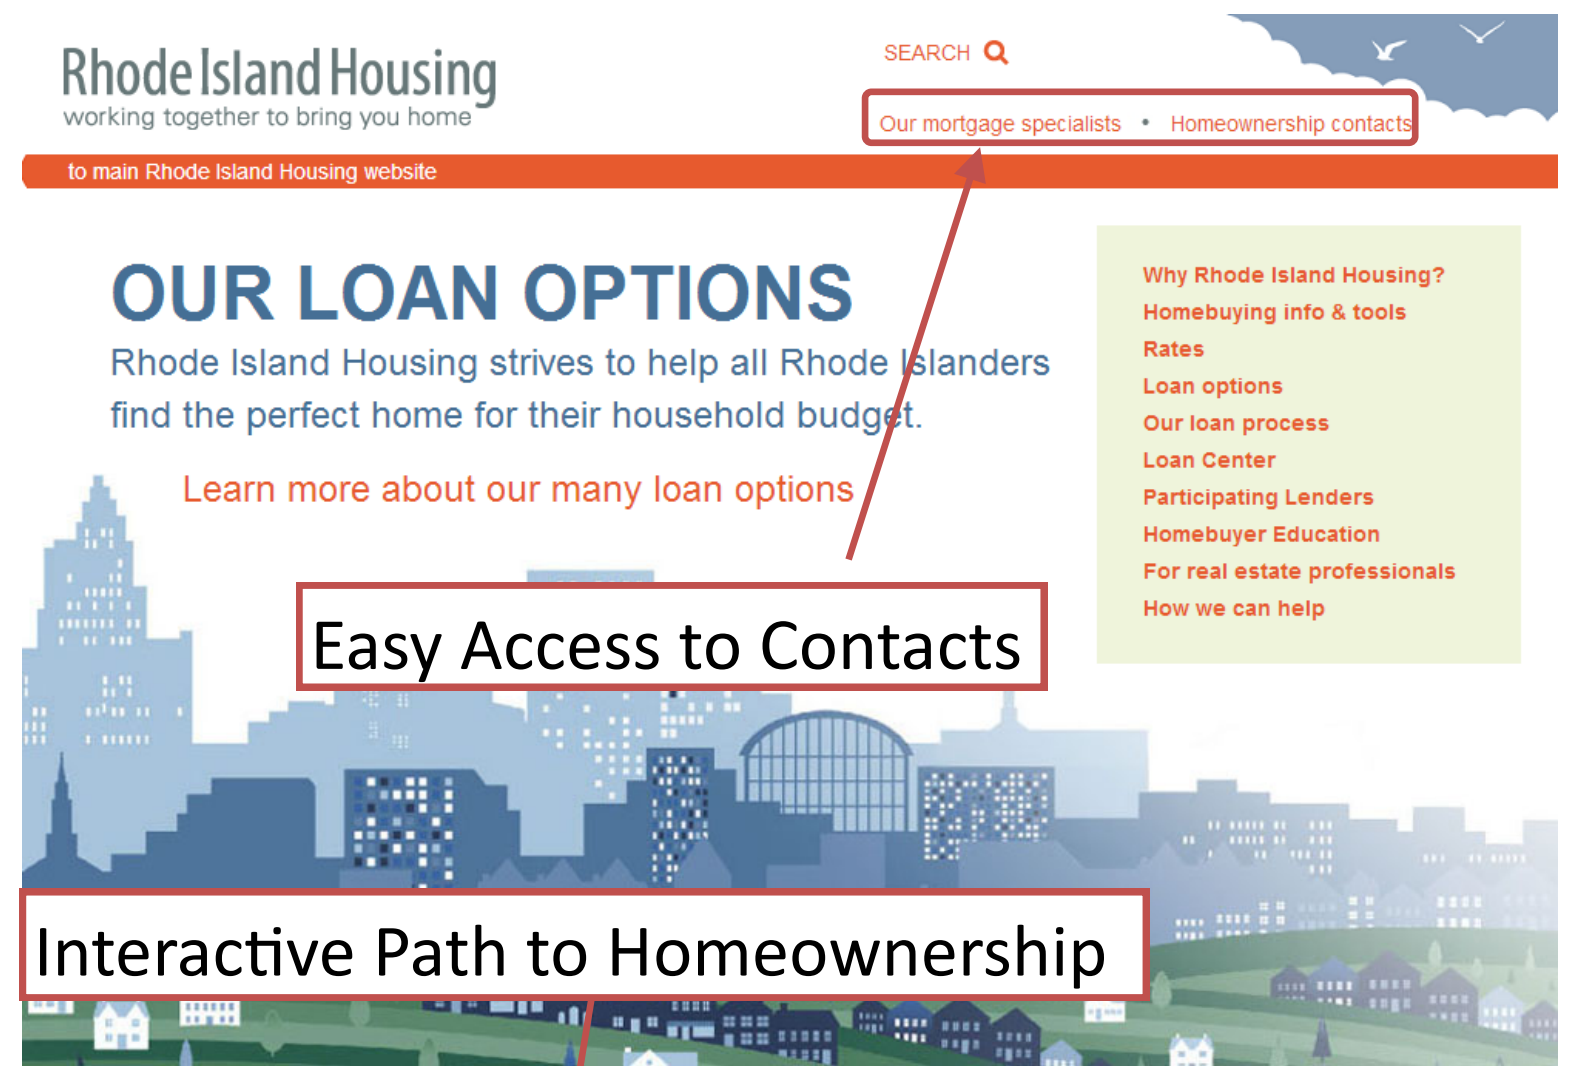 Rhode Island Housing
working together to bring you home
SEARCH
Our mortgage specialists • Homeownership contacts
to main Rhode Island Housing website
OUR LOAN OPTIONS
Rhode Island Housing strives to help all Rhode Islanders
find the perfect home for their household budget.
Learn more about our many loan options
Why Rhode Island Housing?
Homebuying info & tools
Rates
Loan options
Our loan process
Loan Center
Participating Lenders
Homebuyer Education
For real estate professionals
How we can help
Easy Access to Contacts
Interactive Path to Homeownership